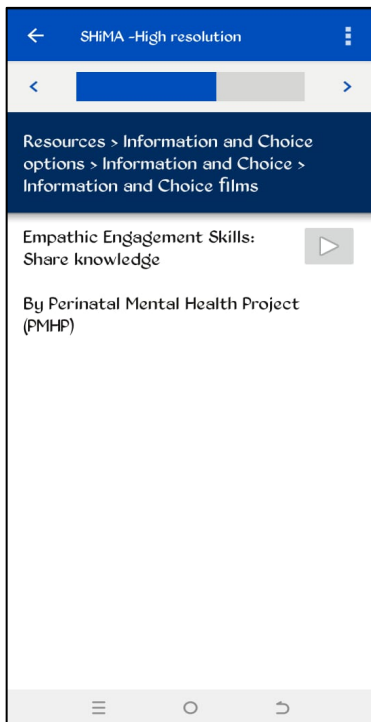 SHiMA -High resolution
Resources > Information and Choice
options > Information and Choice >
Information and Choice films
Empathic Engagement Skills:
Share knowledge
By Perinatal Mental Health Project
(PMHP)